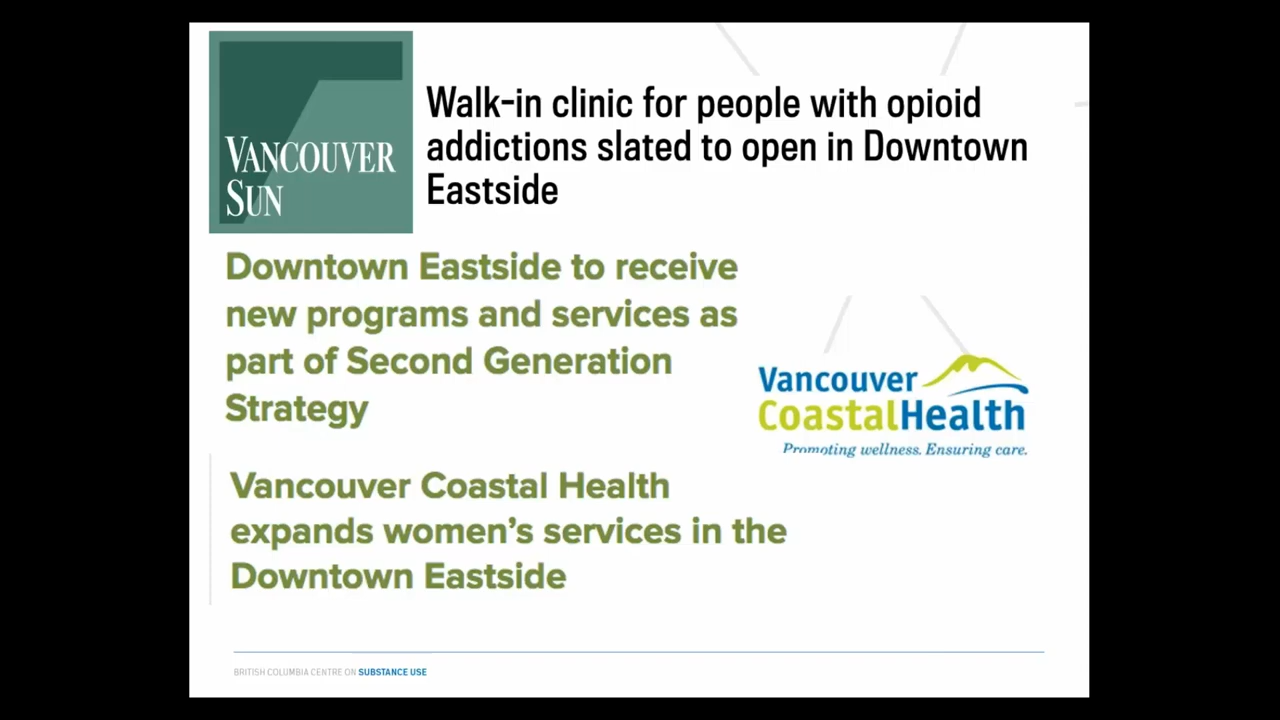 VANCOUVER
SUN
Walk-in clinic for people with opioid
addictions slated to open in Downtown
Eastside
Downtown Eastside to receive
new programs and services as
part of Second Generation
Strategy
Vancouver
CoastalHealth
Promoting wellness. Ensuring care.
Vancouver Coastal Health
expands women's services in the
Downtown Eastside
BRITISH COLUMBIA CENTRE ON SUBSTANCE USE